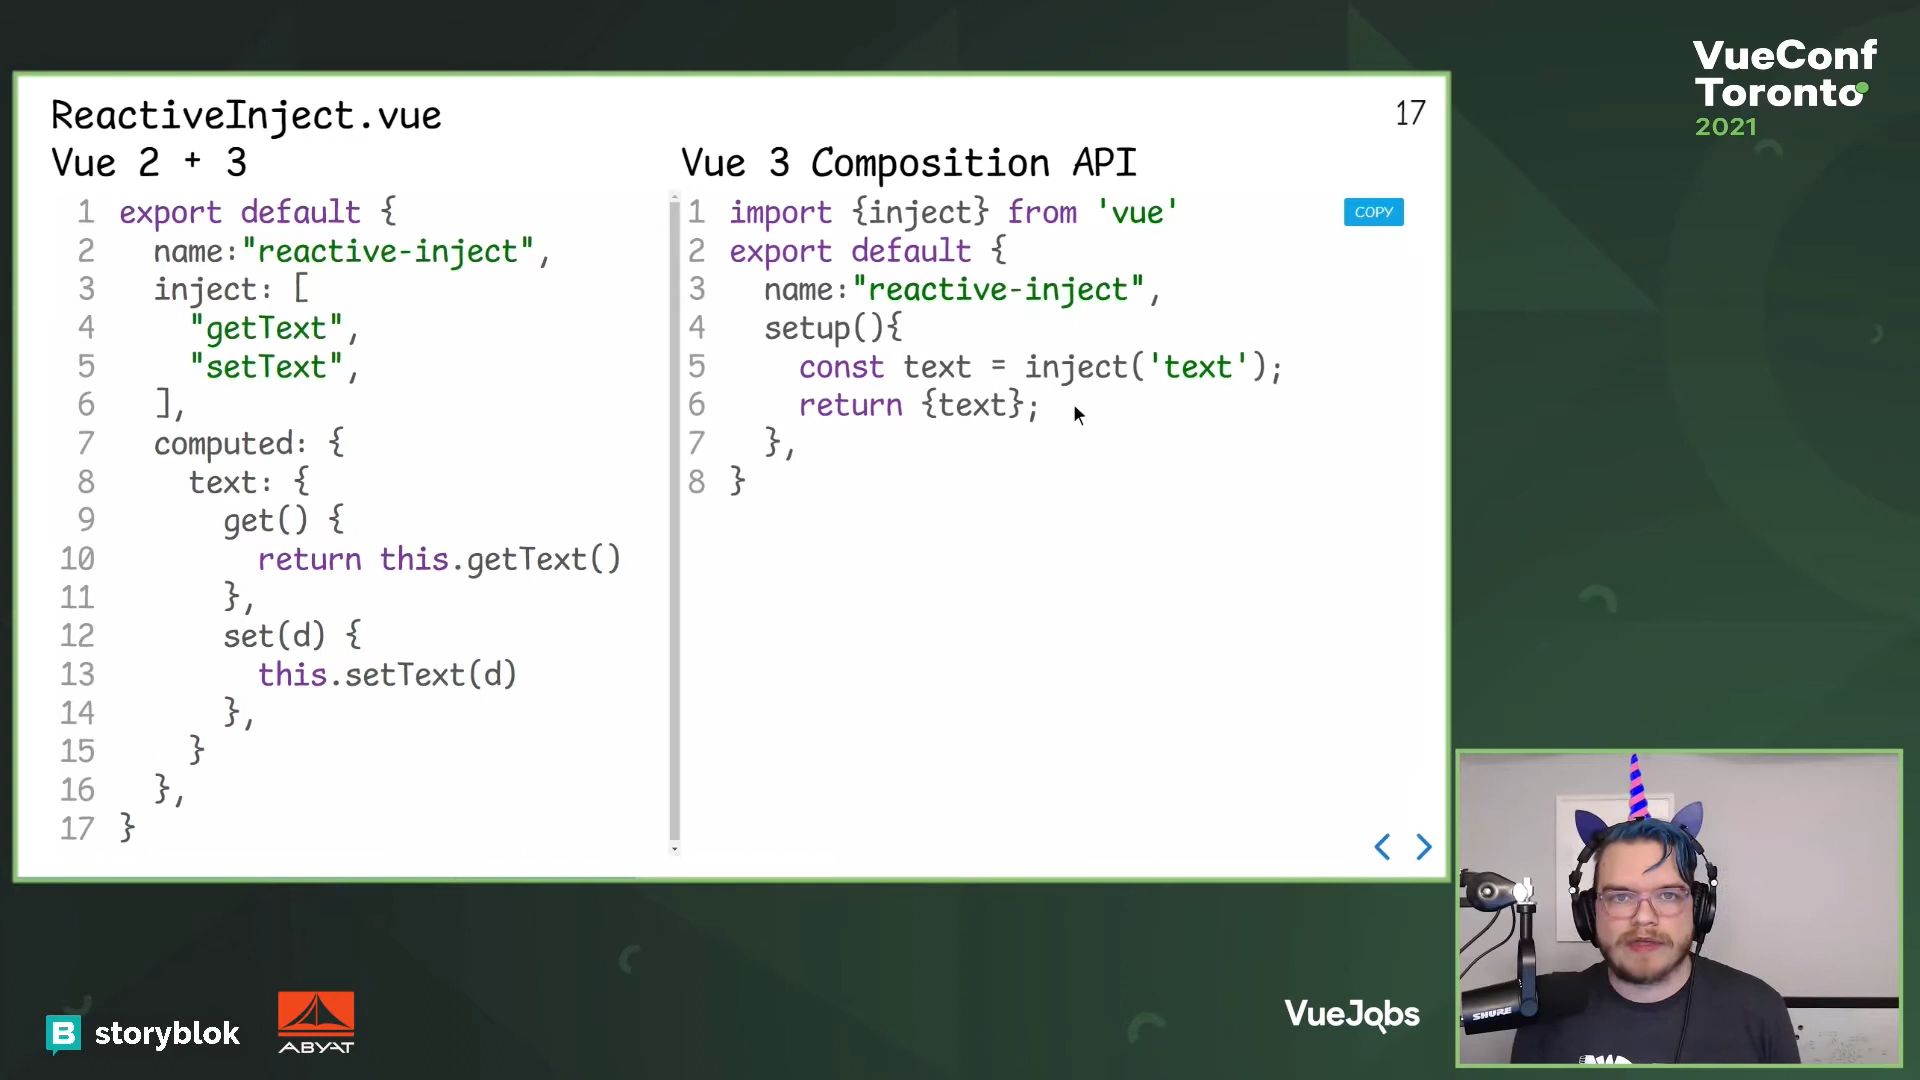 VueConf
Toronto
2021
ReactiveInject.vue
17
Vue 2 + 3
1 export default {
2 name:"reactive-inject",
3 inject: [
4 "getText",
5 "setText",
6 ],
7 computed: {
8 text: {
9 get() {
10 return this.getText()
11 },
12 set(d) {
13 this.setText(d)
14 },
15 }
16 },
17 }
Vue 3 Composition API
1 import {inject} from 'vue'
2 export default {
3 name:"reactive-inject",
4 setup(){
5 const text = inject('text');
6 return {text};
7 },
8 }
COPY
B storyblok
ABYAT
VueJobs
SHURE